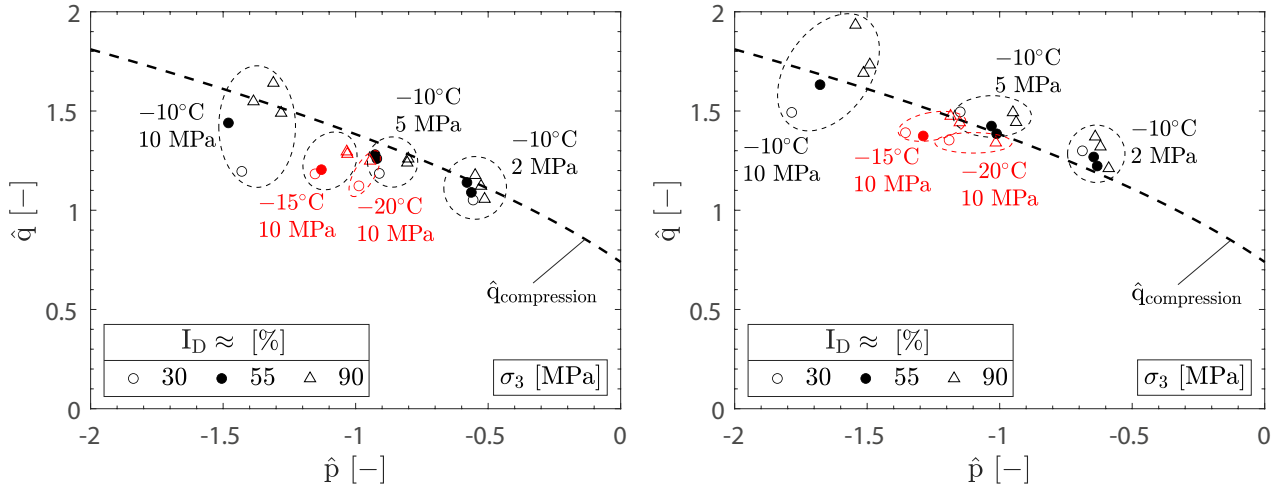 2
1.5
1
0.5
0
q̂ [−]
−10°C
10 MPa
−10°C
5 MPa
−10°C
2 MPa
−15°C
10 MPa
−20°C
10 MPa
q̂compression
I_D ≈ [%]
30 55 90
σ₃ [MPa]
-2 -1.5 -1 -0.5 0
p̂ [−]
2
1.5
1
0.5
0
q̂ [−]
−10°C
5 MPa
−10°C
10 MPa
−10°C
2 MPa
−15°C
10 MPa
−20°C
10 MPa
q̂compression
I_D ≈ [%]
30 55 90
σ₃ [MPa]
-2 -1.5 -1 -0.5 0
p̂ [−]